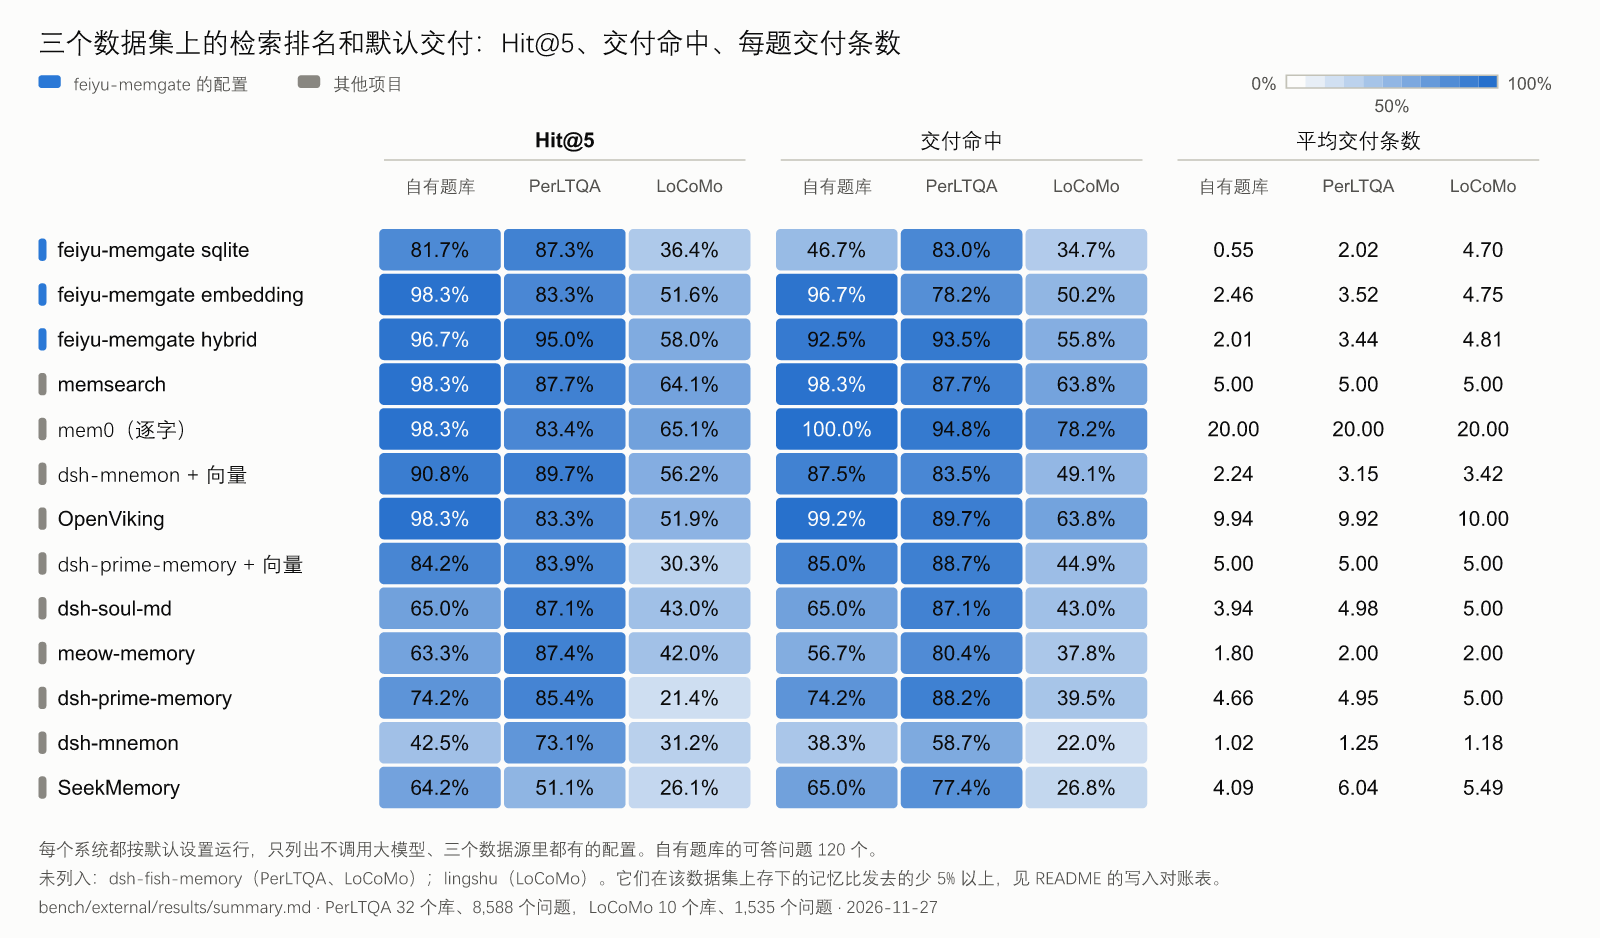 三个数据集上的检索排名和默认交付：Hit@5、交付命中、每题交付条数
feiyu-memgate 的配置 其他项目 0% 100%
50%
Hit@5 交付命中 平均交付条数
自有题库 PerLTQA LoCoMo 自有题库 PerLTQA LoCoMo 自有题库 PerLTQA LoCoMo
feiyu-memgate sqlite 81.7% 87.3% 36.4% 46.7% 83.0% 34.7% 0.55 2.02 4.70
feiyu-memgate embedding 98.3% 83.3% 51.6% 96.7% 78.2% 50.2% 2.46 3.52 4.75
feiyu-memgate hybrid 96.7% 95.0% 58.0% 92.5% 93.5% 55.8% 2.01 3.44 4.81
memsearch 98.3% 87.7% 64.1% 98.3% 87.7% 63.8% 5.00 5.00 5.00
mem0（逐字） 98.3% 83.4% 65.1% 100.0% 94.8% 78.2% 20.00 20.00 20.00
dsh-mnemon + 向量 90.8% 89.7% 56.2% 87.5% 83.5% 49.1% 2.24 3.15 3.42
OpenViking 98.3% 83.3% 51.9% 99.2% 89.7% 63.8% 9.94 9.92 10.00
dsh-prime-memory + 向量 84.2% 83.9% 30.3% 85.0% 88.7% 44.9% 5.00 5.00 5.00
dsh-soul-md 65.0% 87.1% 43.0% 65.0% 87.1% 43.0% 3.94 4.98 5.00
meow-memory 63.3% 87.4% 42.0% 56.7% 80.4% 37.8% 1.80 2.00 2.00
dsh-prime-memory 74.2% 85.4% 21.4% 74.2% 88.2% 39.5% 4.66 4.95 5.00
dsh-mnemon 42.5% 73.1% 31.2% 38.3% 58.7% 22.0% 1.02 1.25 1.18
SeekMemory 64.2% 51.1% 26.1% 65.0% 77.4% 26.8% 4.09 6.04 5.49
每个系统都按默认设置运行，只列出不调用大模型、三个数据源里都有的配置。自有题库的可答问题 120 个。
未列入：dsh-fish-memory（PerLTQA、LoCoMo）；lingshu（LoCoMo）。它们在该数据集上存下的记忆比发去的少 5% 以上，见 README 的写入对账表。
bench/external/results/summary.md · PerLTQA 32 个库、8,588 个问题，LoCoMo 10 个库、1,535 个问题 · 2026-11-27